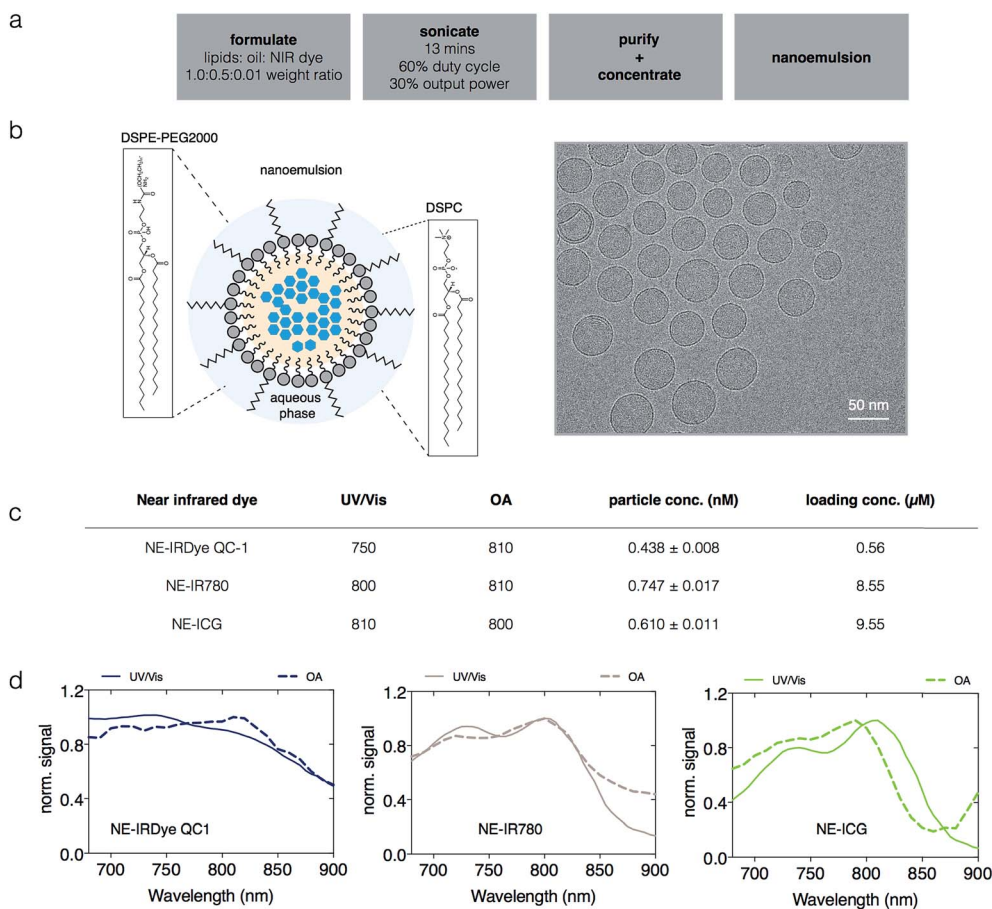 a
formulate
lipids: oil: NIR dye
1.0:0.5:0.01 weight ratio
sonicate
13 mins
60% duty cycle
30% output power
purify
+
concentrate
nanoemulsion
b
DSPE-PEG2000
nanoemulsion
DSPC
aqueous
phase
50 nm
c
Near infrared dye UV/Vis OA particle conc. (nM) loading conc. (µM)
NE-IRDye QC-1 750 810 0.438 ± 0.008 0.56
NE-IR780 800 810 0.747 ± 0.017 8.55
NE-ICG 810 800 0.610 ± 0.011 9.55
d
UV/Vis OA
norm. signal
1.2
0.8
0.4
0.0
NE-IRDye QC1
700 750 800 850 900
Wavelength (nm)
UV/Vis OA
norm. signal
1.2
0.8
0.4
0.0
NE-IR780
700 750 800 850 900
Wavelength (nm)
UV/Vis OA
norm. signal
1.2
0.8
0.4
0.0
NE-ICG
700 750 800 850 900
Wavelength (nm)